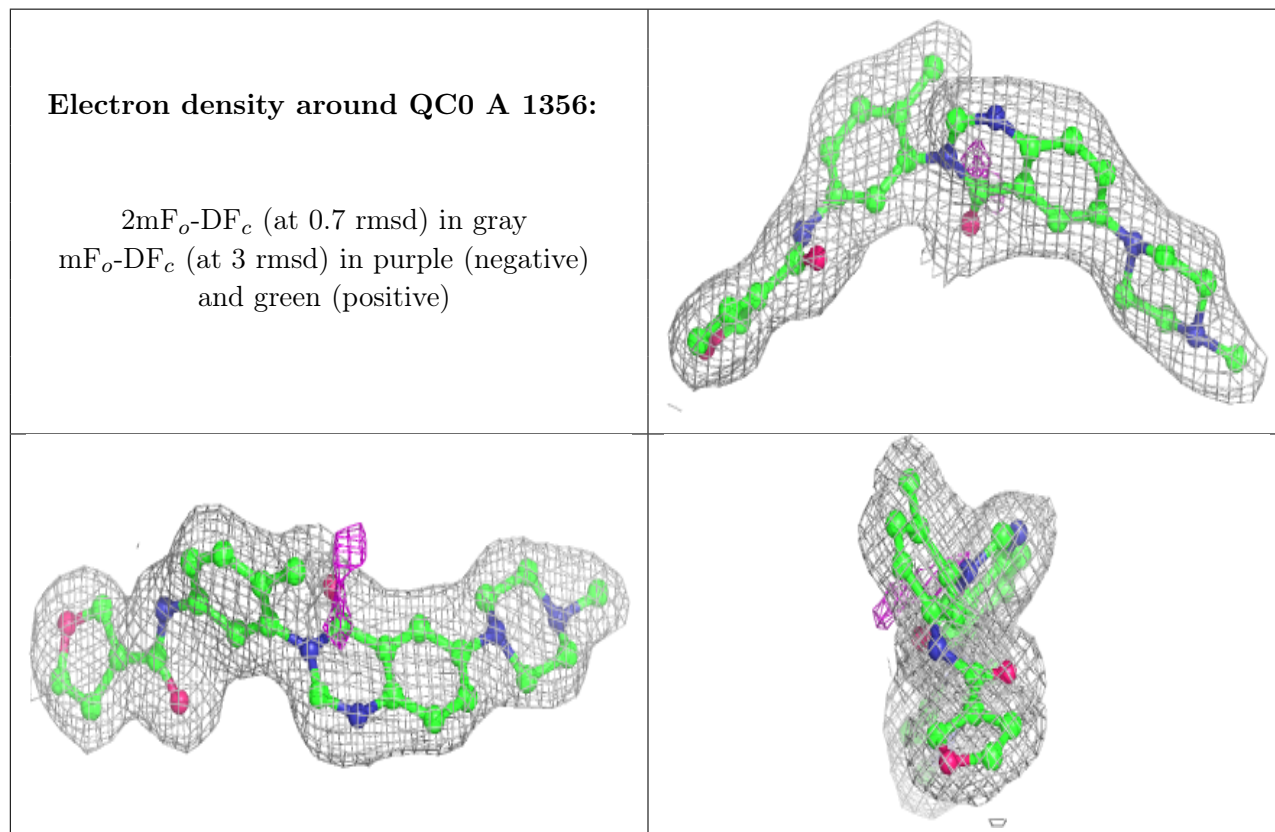 Electron density around QC0 A 1356:
2mFₒ-DF𝒸 (at 0.7 rmsd) in gray
mFₒ-DF𝒸 (at 3 rmsd) in purple (negative)
and green (positive)